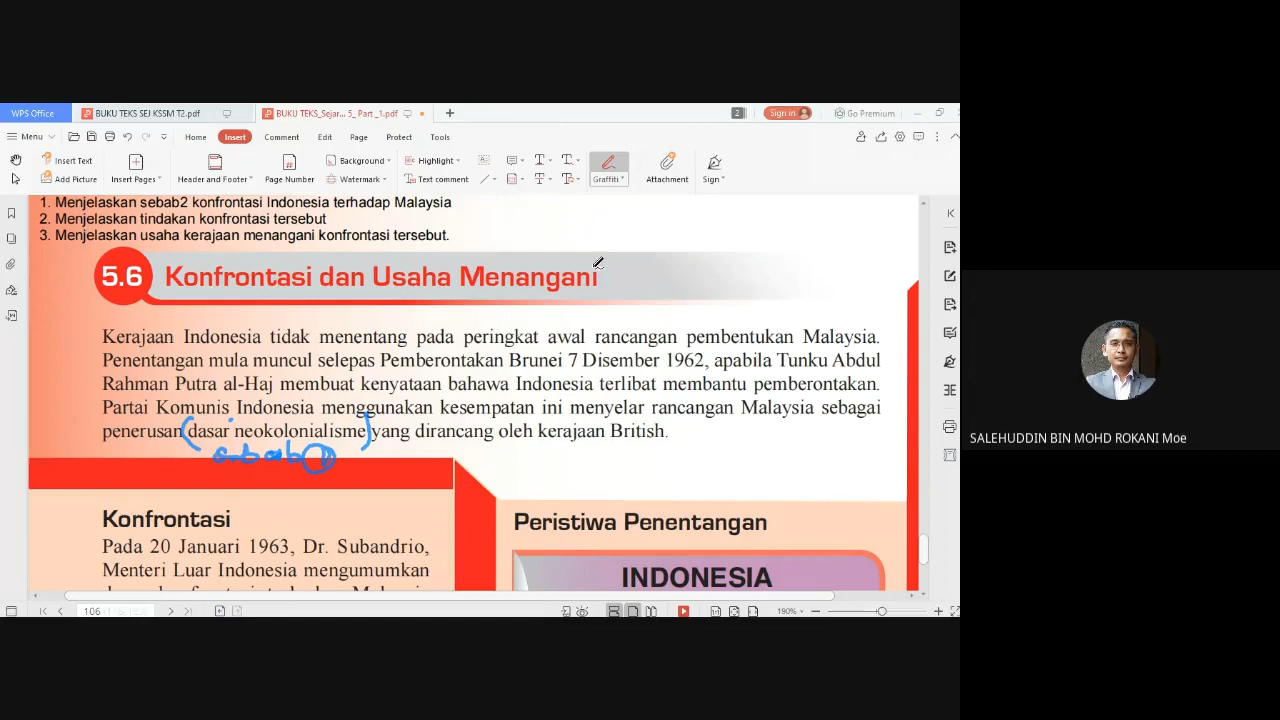 WPS Office
BUKU TEKS SEJ KSSM T2.pdf
BUKU TEKS_Sejar... 5_ Part _1.pdf
2
Sign in
Go Premium
Menu
Home
Insert
Comment
Edit
Page
Protect
Tools
Insert Text
Add Picture
Insert Pages
Header and Footer
Page Number
Background
Watermark
Highlight
Text comment
Graffiti
Attachment
Sign
1. Menjelaskan sebab2 konfrontasi Indonesia terhadap Malaysia
2. Menjelaskan tindakan konfrontasi tersebut
3. Menjelaskan usaha kerajaan menangani konfrontasi tersebut.
5.6 Konfrontasi dan Usaha Menangani
Kerajaan Indonesia tidak menentang pada peringkat awal rancangan pembentukan Malaysia.
Penentangan mula muncul selepas Pemberontakan Brunei 7 Disember 1962, apabila Tunku Abdul
Rahman Putra al-Haj membuat kenyataan bahawa Indonesia terlibat membantu pemberontakan.
Partai Komunis Indonesia menggunakan kesempatan ini menyelar rancangan Malaysia sebagai
penerusan (dasar neokolonialisme) yang dirancang oleh kerajaan British.
Konfrontasi
Pada 20 Januari 1963, Dr. Subandrio,
Menteri Luar Indonesia mengumumkan
Peristiwa Penentangan
INDONESIA
106
190%
SALEHUDDIN BIN MOHD ROKANI Moe